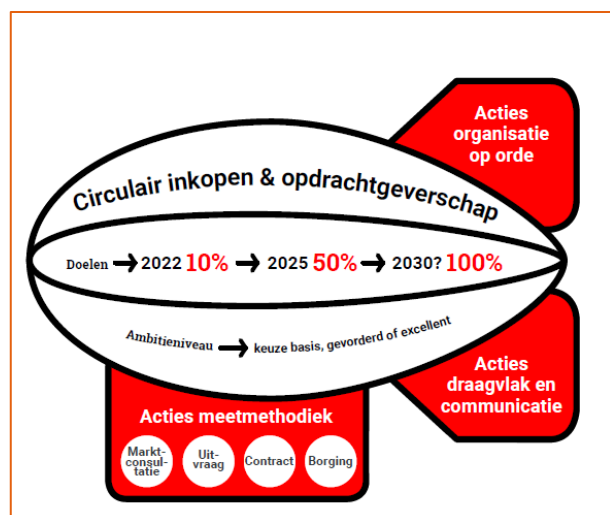 Acties
organisatie
op orde
Circulair inkopen & opdrachtgeverschap
Doelen → 2022 10% → 2025 50% → 2030? 100%
Ambitieniveau → keuze basis, gevorderd of excellent
Acties
draagvlak en
communicatie
Acties meetmethodiek
Markt-
consul-
tatie
Uit-
vraag
Contract
Borging